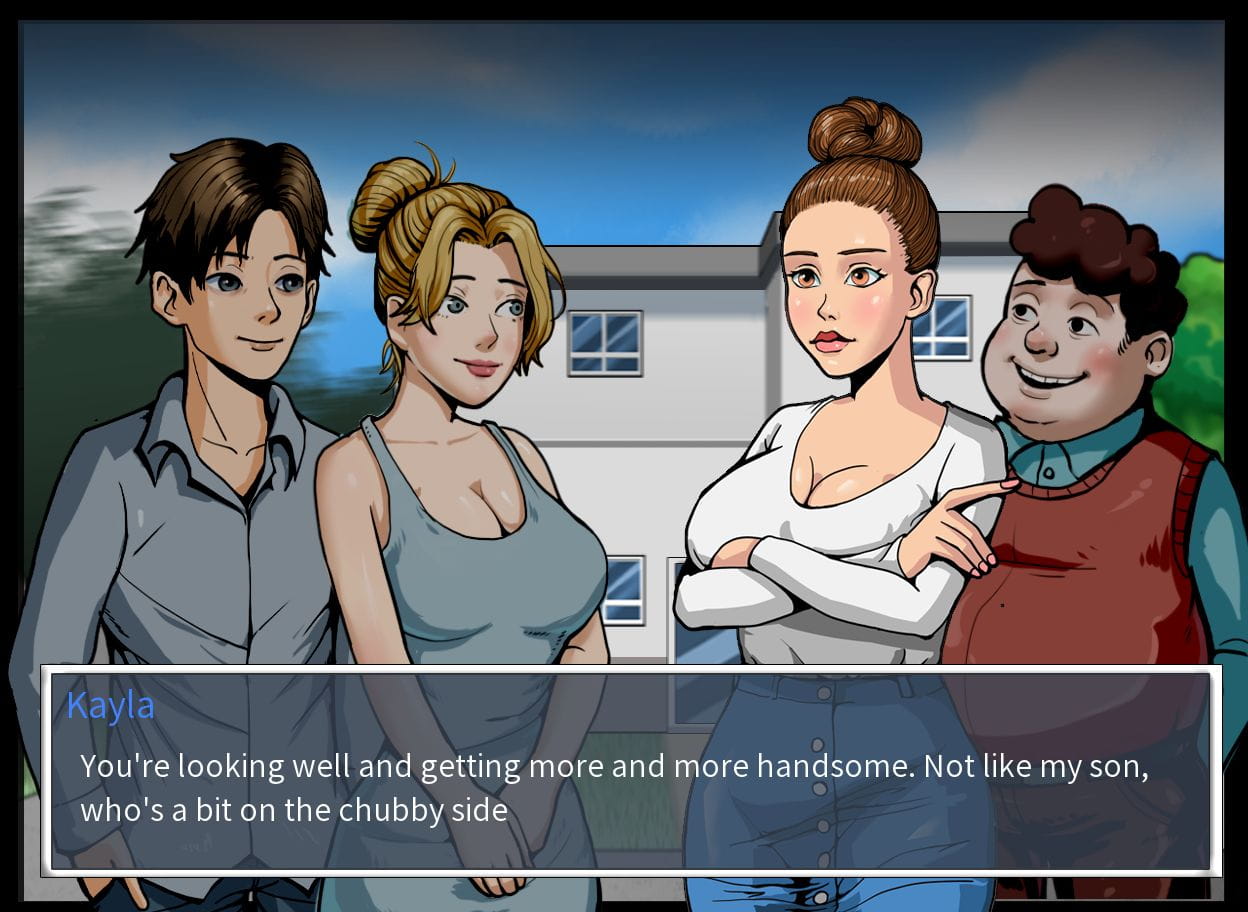 Kayla
You're looking well and getting more and more handsome. Not like my son,
who's a bit on the chubby side